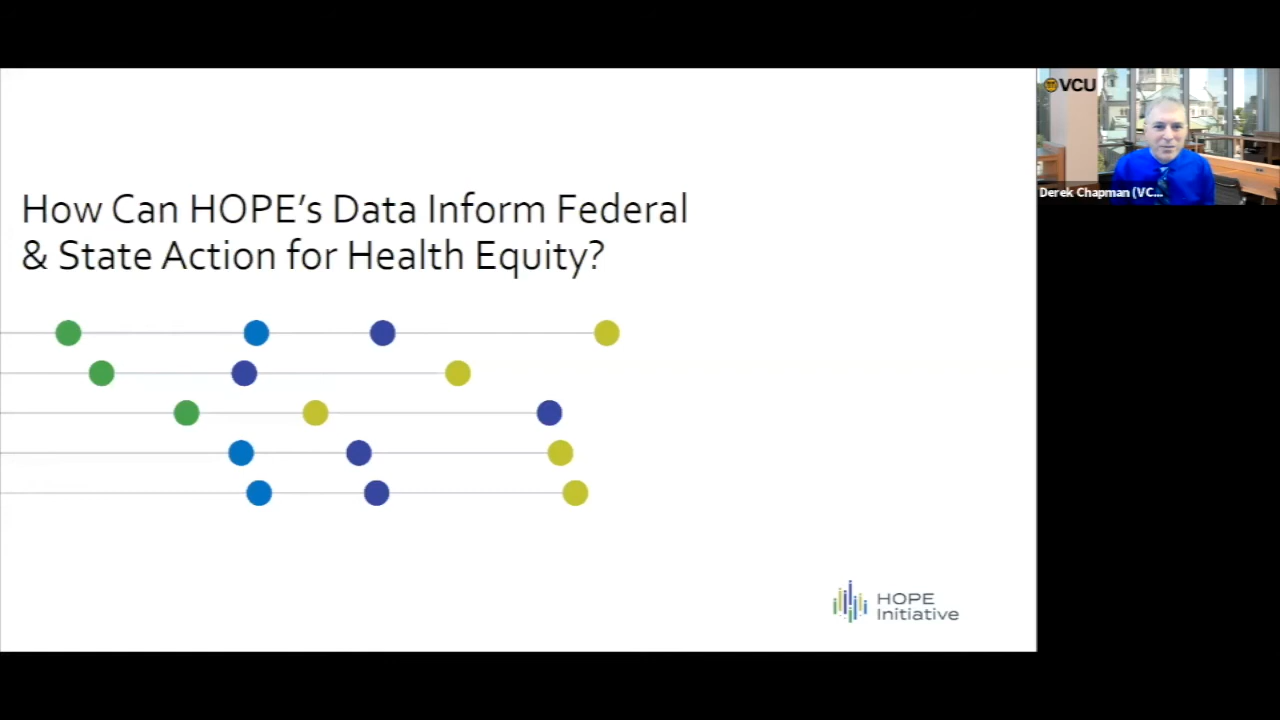 How Can HOPE's Data Inform Federal
& State Action for Health Equity?
HOPE
Initiative
VCU
Derek Chapman (VC...